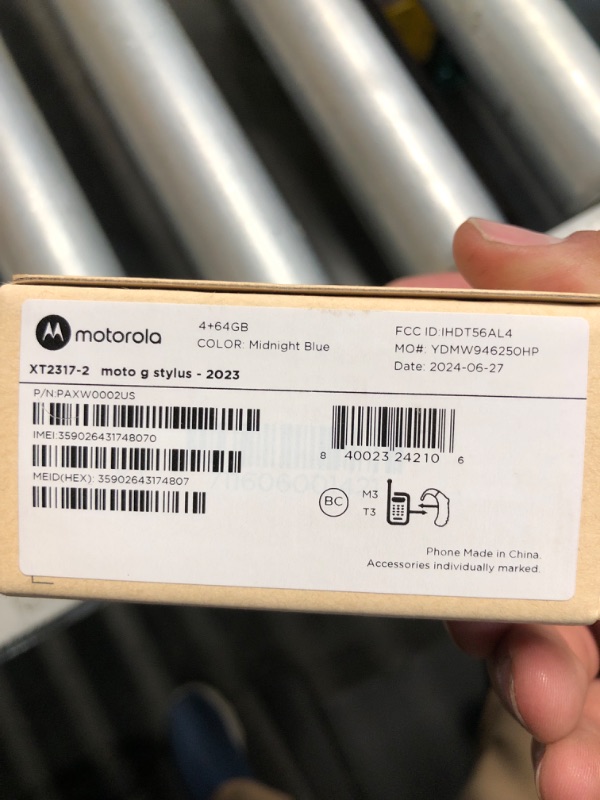 motorola
4+64GB
COLOR: Midnight Blue
FCC ID:IHDT56AL4
MO#: YDMW946250HP
Date: 2024-06-27
XT2317-2 moto g stylus - 2023
P/N:PAXW0002US
IMEI:359026431748070
MEID(HEX): 35902643174807
8 40023 24210 6
BC
M3
T3
Phone Made in China.
Accessories individually marked.